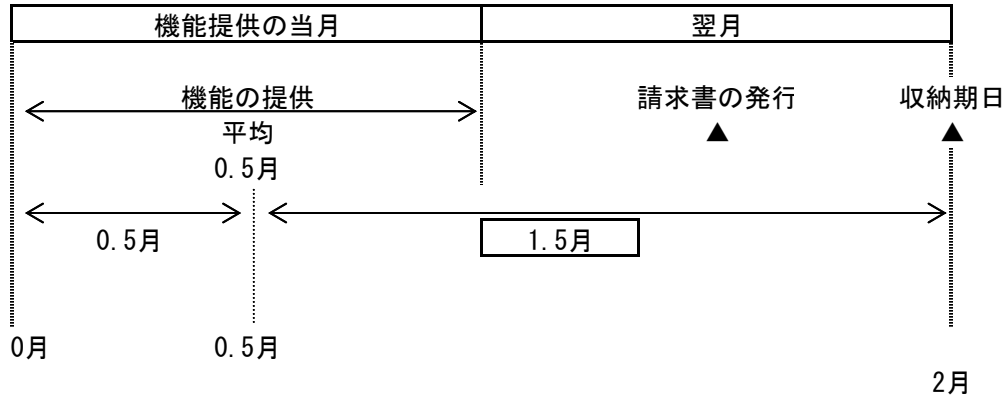 機能提供の当月 翌月
機能の提供 請求書の発行 収納期日
平均 ▲ ▲
0.5月
0.5月 1.5月
0月 0.5月
2月